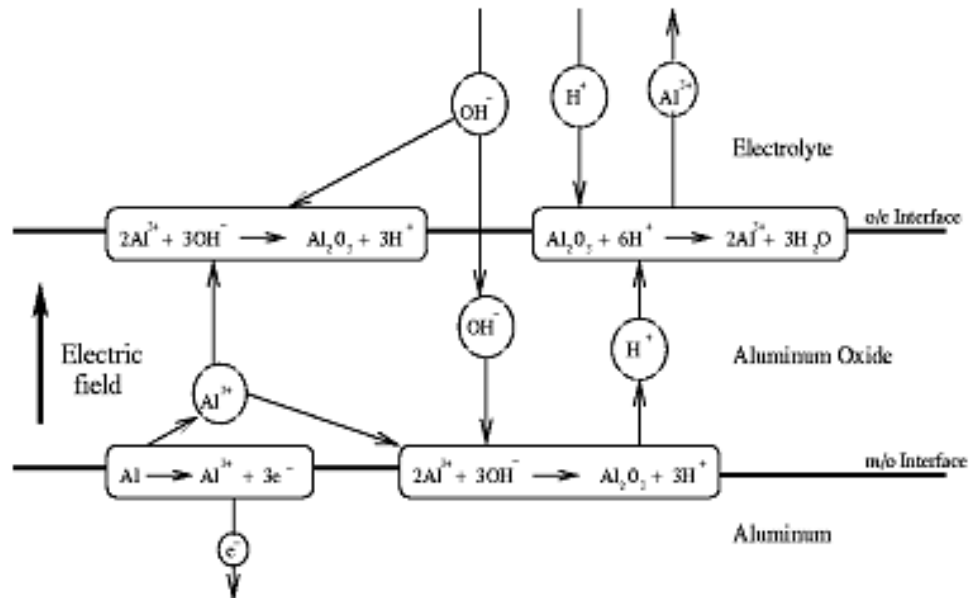 OH⁻
H⁺
Al³⁺
Electrolyte
o/e Interface
2Al³⁺ + 3OH⁻ → Al₂O₃ + 3H⁺
Al₂O₃ + 6H⁺ → 2Al³⁺ + 3H₂O
Electric
field
OH⁻
H⁺
Aluminum Oxide
Al³⁺
m/o Interface
Al → Al³⁺ + 3e⁻
2Al³⁺ + 3OH⁻ → Al₂O₃ + 3H⁺
Aluminum
e⁻